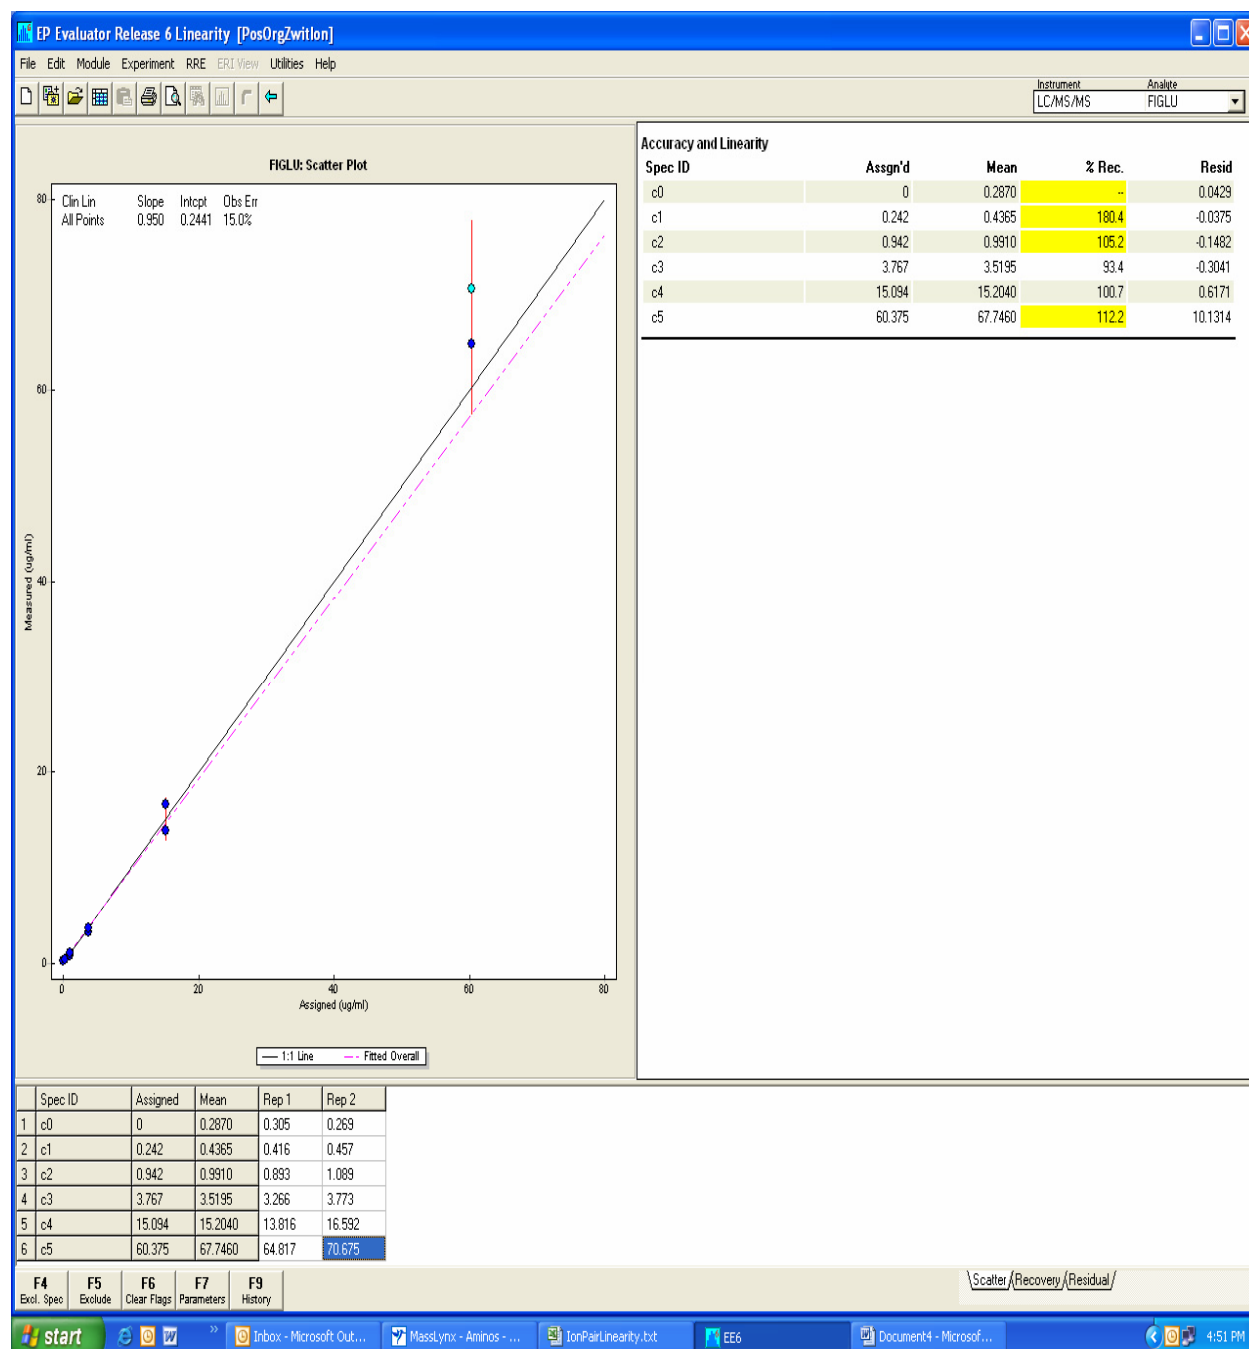 EP Evaluator Release 6 Linearity [PosOrgZwitIon]
File Edit Module Experiment RRE ERI View Utilities Help
Instrument Analyte
LC/MS/MS FIGLU
FIGLU: Scatter Plot
Clin Lin Slope Intcpt Obs Err
All Points 0.950 0.2441 15.0%
80
60
40
20
0
Measured (ug/ml)
0 20 40 60 80
Assigned (ug/ml)
1:1 Line Fitted Overall
Accuracy and Linearity
Spec ID Assgn'd Mean % Rec. Resid
c0 0 0.2870 -- 0.0429
c1 0.242 0.4365 180.4 -0.0375
c2 0.942 0.9910 105.2 -0.1482
c3 3.767 3.5195 93.4 -0.3041
c4 15.094 15.2040 100.7 0.6171
c5 60.375 67.7460 112.2 10.1314
Spec ID Assigned Mean Rep 1 Rep 2
1 c0 0 0.2870 0.305 0.269
2 c1 0.242 0.4365 0.416 0.457
3 c2 0.942 0.9910 0.893 1.089
4 c3 3.767 3.5195 3.266 3.773
5 c4 15.094 15.2040 13.816 16.592
6 c5 60.375 67.7460 64.817 70.675
F4 F5 F6 F7 F9
Excl. Spec Exclude Clear Flags Parameters History
Scatter Recovery Residual
start Inbox - Microsoft Out... MassLynx - Aminos - ... IonPairLinearity.txt EE6 Document4 - Microsof... 4:51 PM